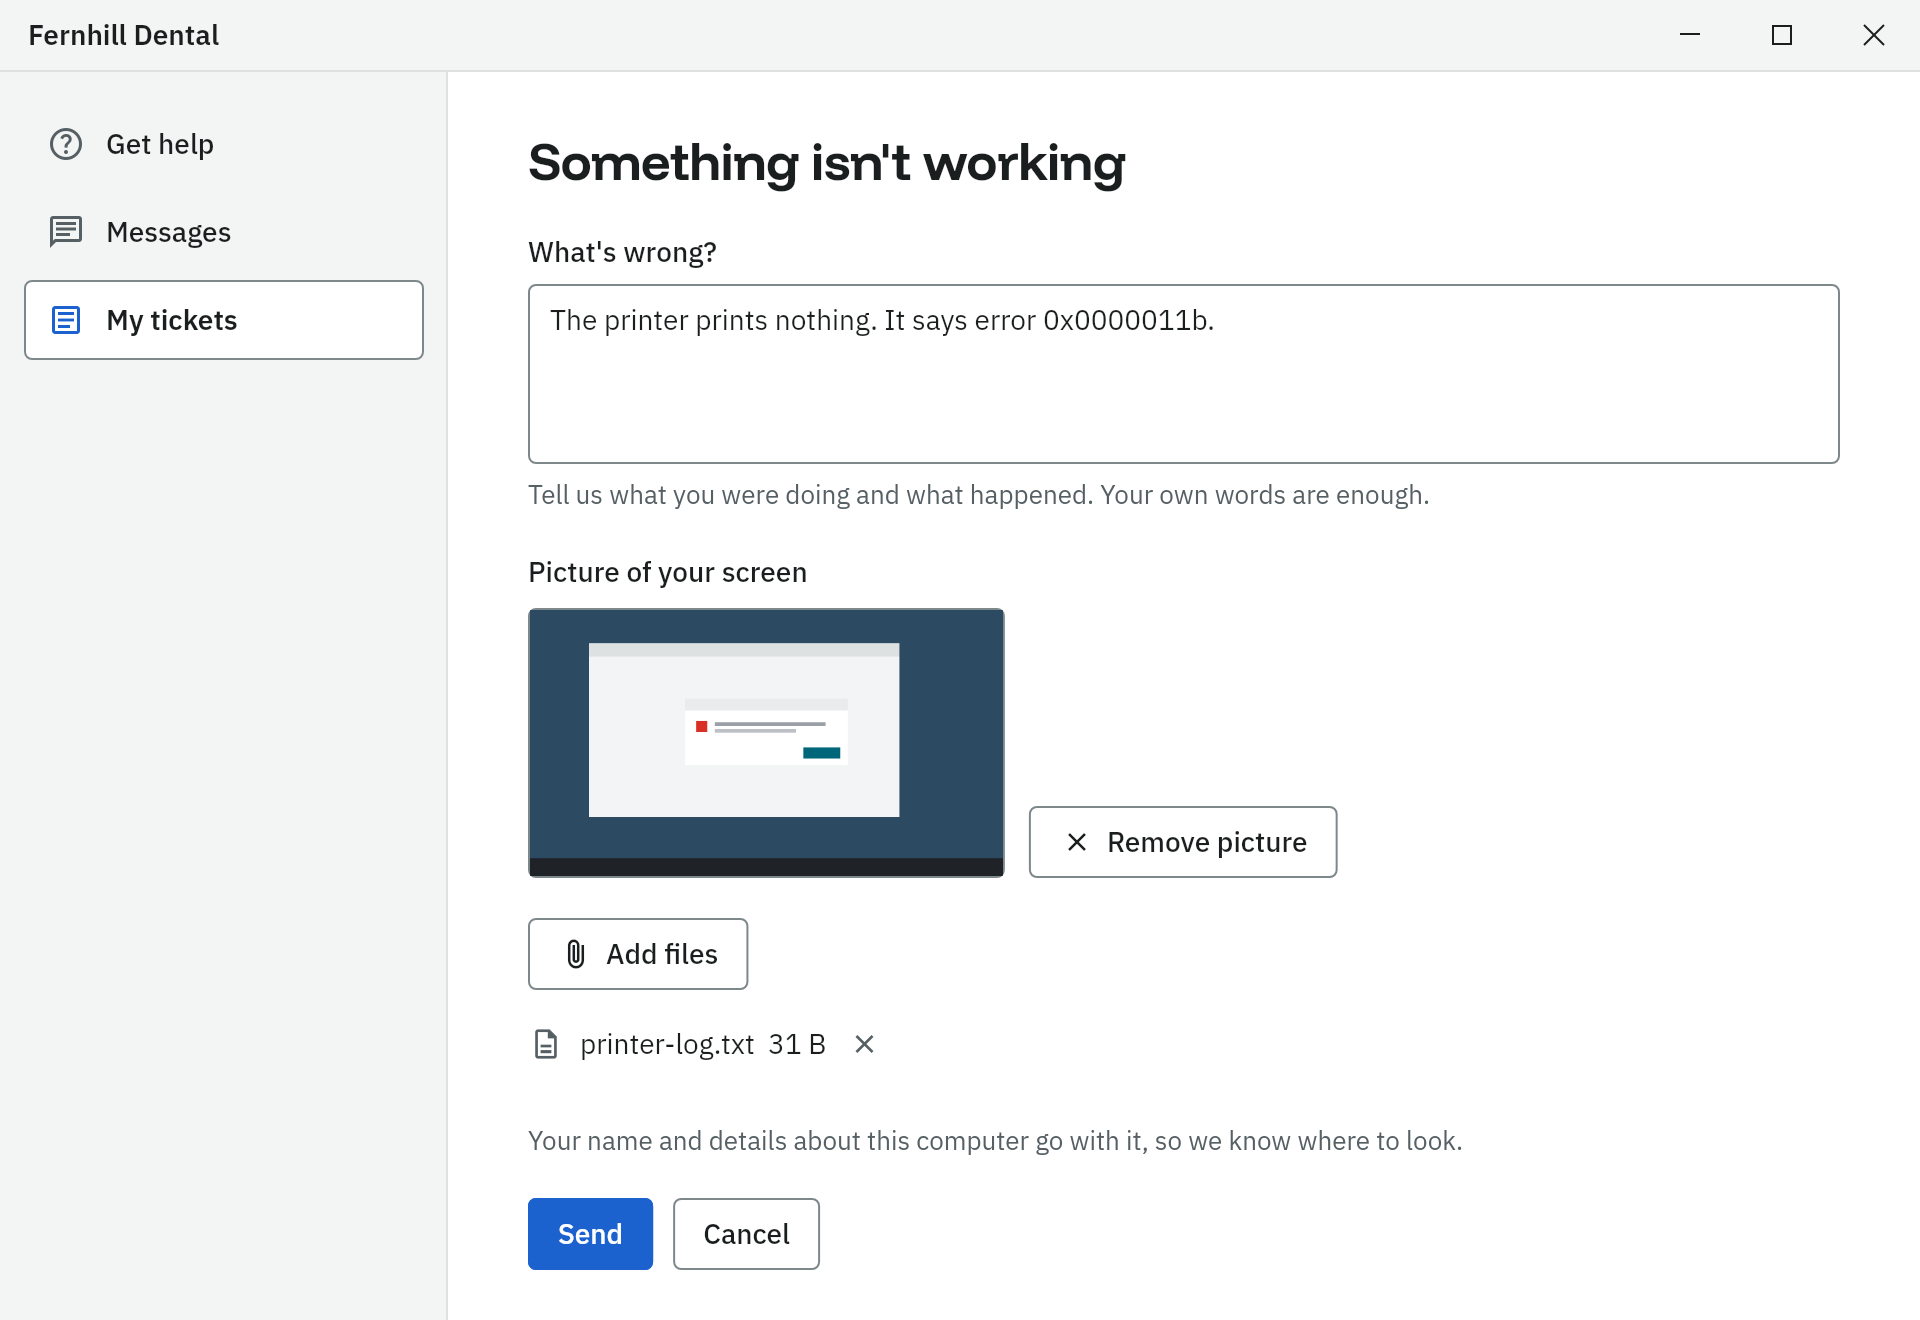 Fernhill Dental
Get help
Messages
My tickets
Something isn't working
What's wrong?
The printer prints nothing. It says error 0x0000011b.
Tell us what you were doing and what happened. Your own words are enough.
Picture of your screen
Remove picture
Add files
printer-log.txt 31 B
Your name and details about this computer go with it, so we know where to look.
Send
Cancel